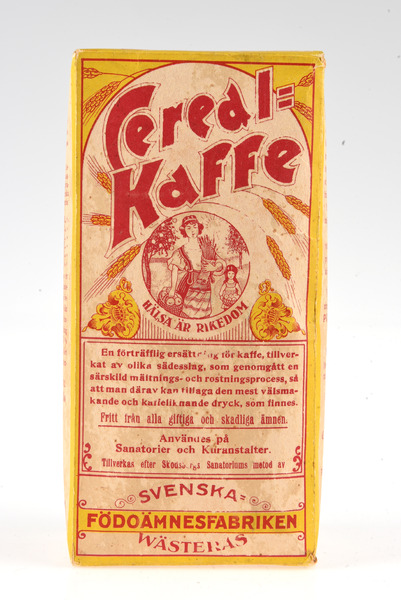 Cereal=
Kaffe
HÄLSA ÄR RIKEDOM
En förträfflig ersättning för kaffe, tillver-
kat av olika sädesslag, som genomgått en
särskild mältnings- och rostningsprocess, så
att man därav kan tillaga den mest välsma-
kande och kaffeliknande dryck, som finnes.
Fritt från alla giftiga och skadliga ämnen.
Användes på
Sanatorier och Kuranstalter.
Tillverkas efter Sanatoriums metod av
SVENSKA=
FÖDOÄMNESFABRIKEN
WÄSTERÅS